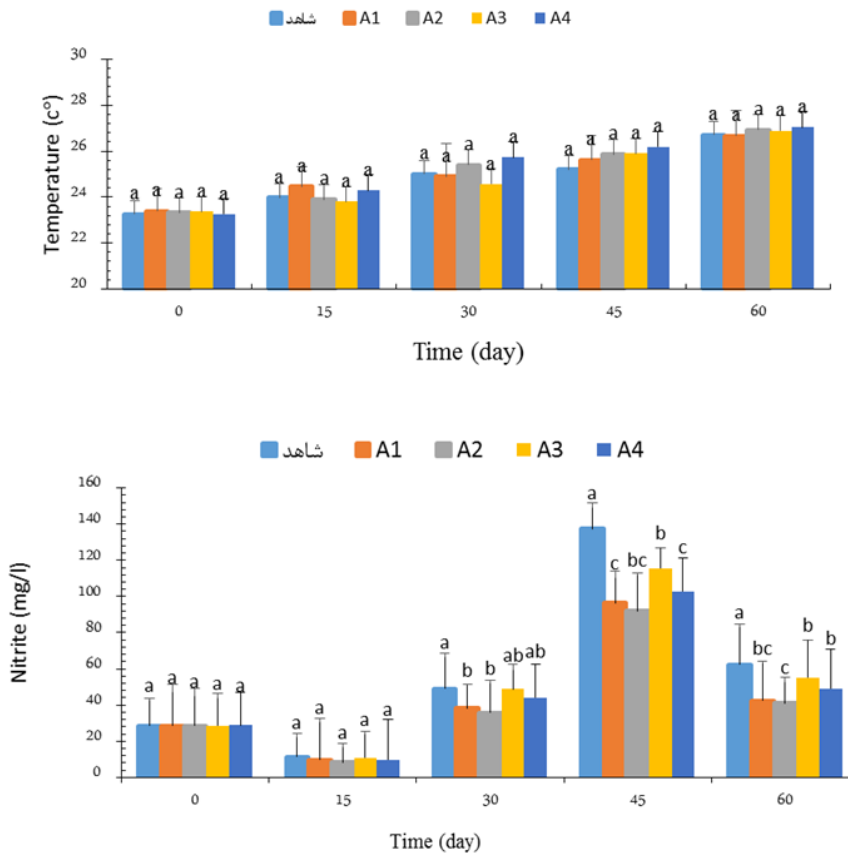 شاهد A1 A2 A3 A4
Temperature (c°)
30
28
26
24
22
20
a a a a a a a a a a a a a a a a a a a a a a a a a
0 15 30 45 60
Time (day)
شاهد A1 A2 A3 A4
Nitrite (mg/l)
160
140
120
100
80
60
40
20
0
a a a a a a a a a a a b b ab ab a c bc b c a bc c b b
0 15 30 45 60
Time (day)